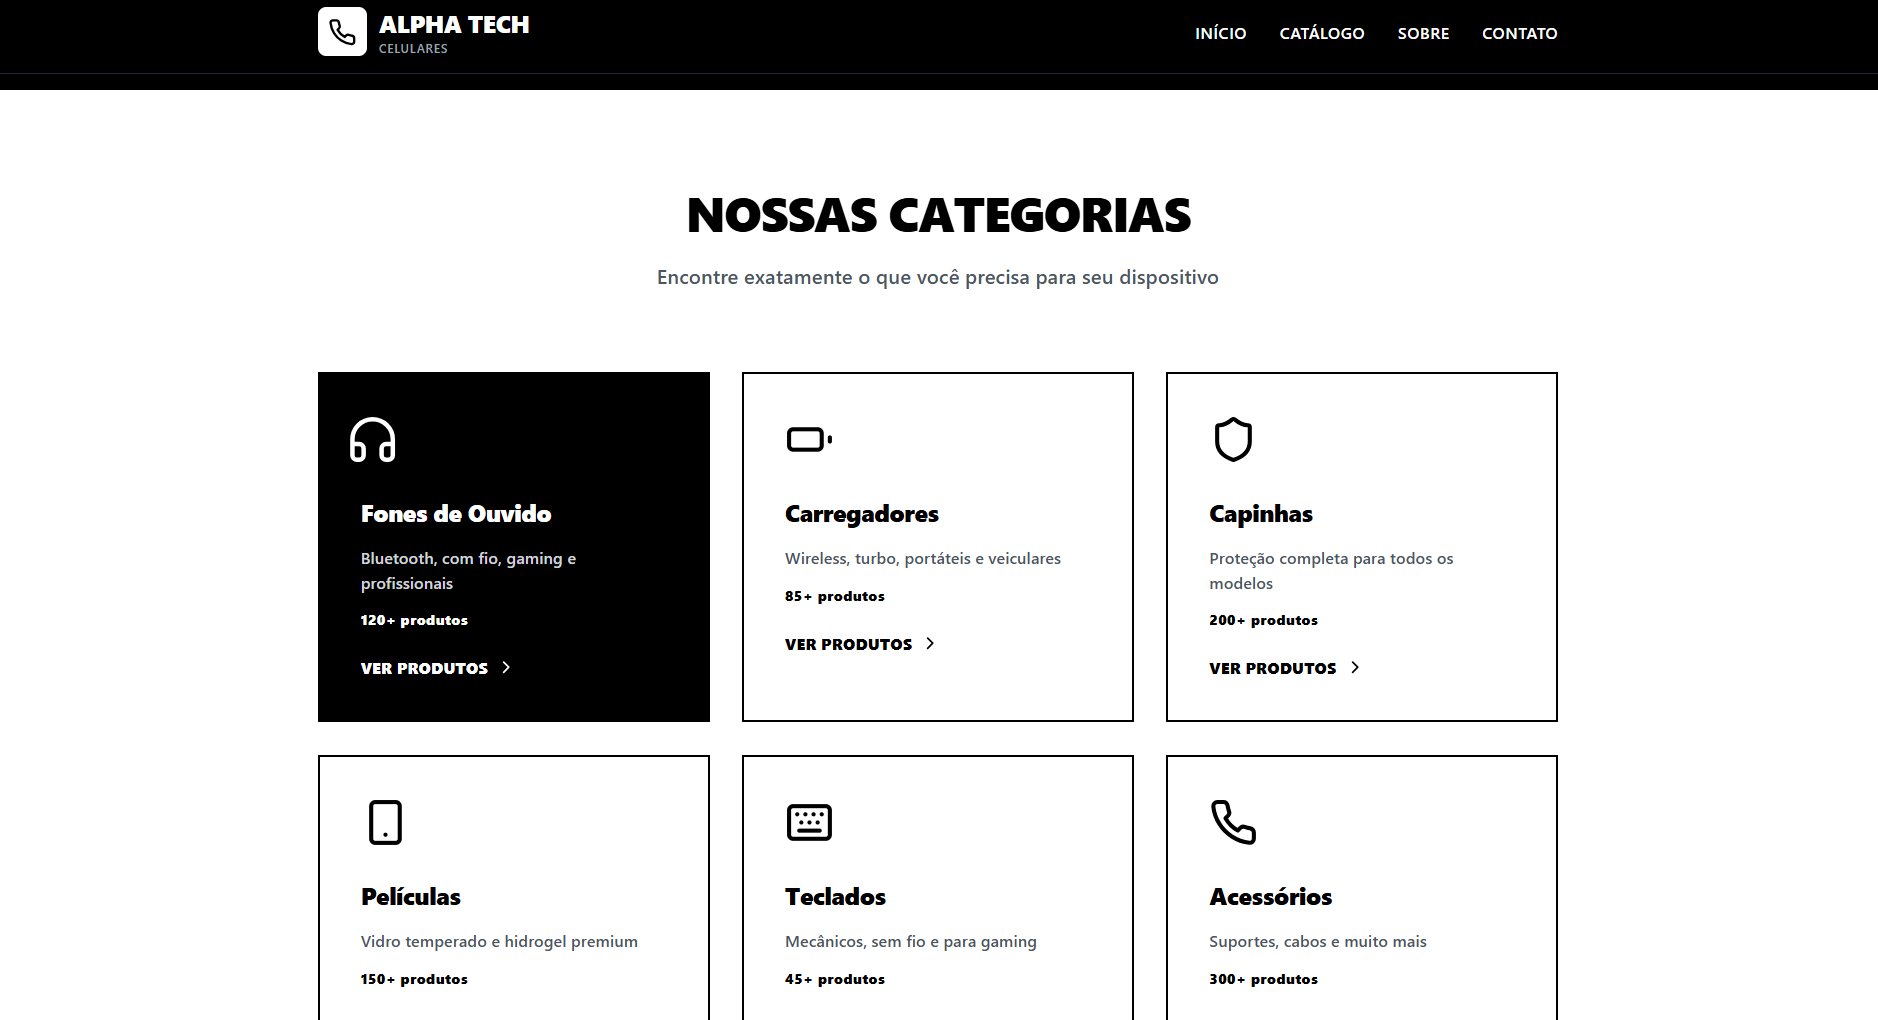 ALPHA TECH
CELULARES
INÍCIO
CATÁLOGO
SOBRE
CONTATO
NOSSAS CATEGORIAS
Encontre exatamente o que você precisa para seu dispositivo
Fones de Ouvido
Bluetooth, com fio, gaming e
profissionais
120+ produtos
VER PRODUTOS
Carregadores
Wireless, turbo, portáteis e veiculares
85+ produtos
VER PRODUTOS
Capinhas
Proteção completa para todos os
modelos
200+ produtos
VER PRODUTOS
Películas
Vidro temperado e hidrogel premium
150+ produtos
Teclados
Mecânicos, sem fio e para gaming
45+ produtos
Acessórios
Suportes, cabos e muito mais
300+ produtos